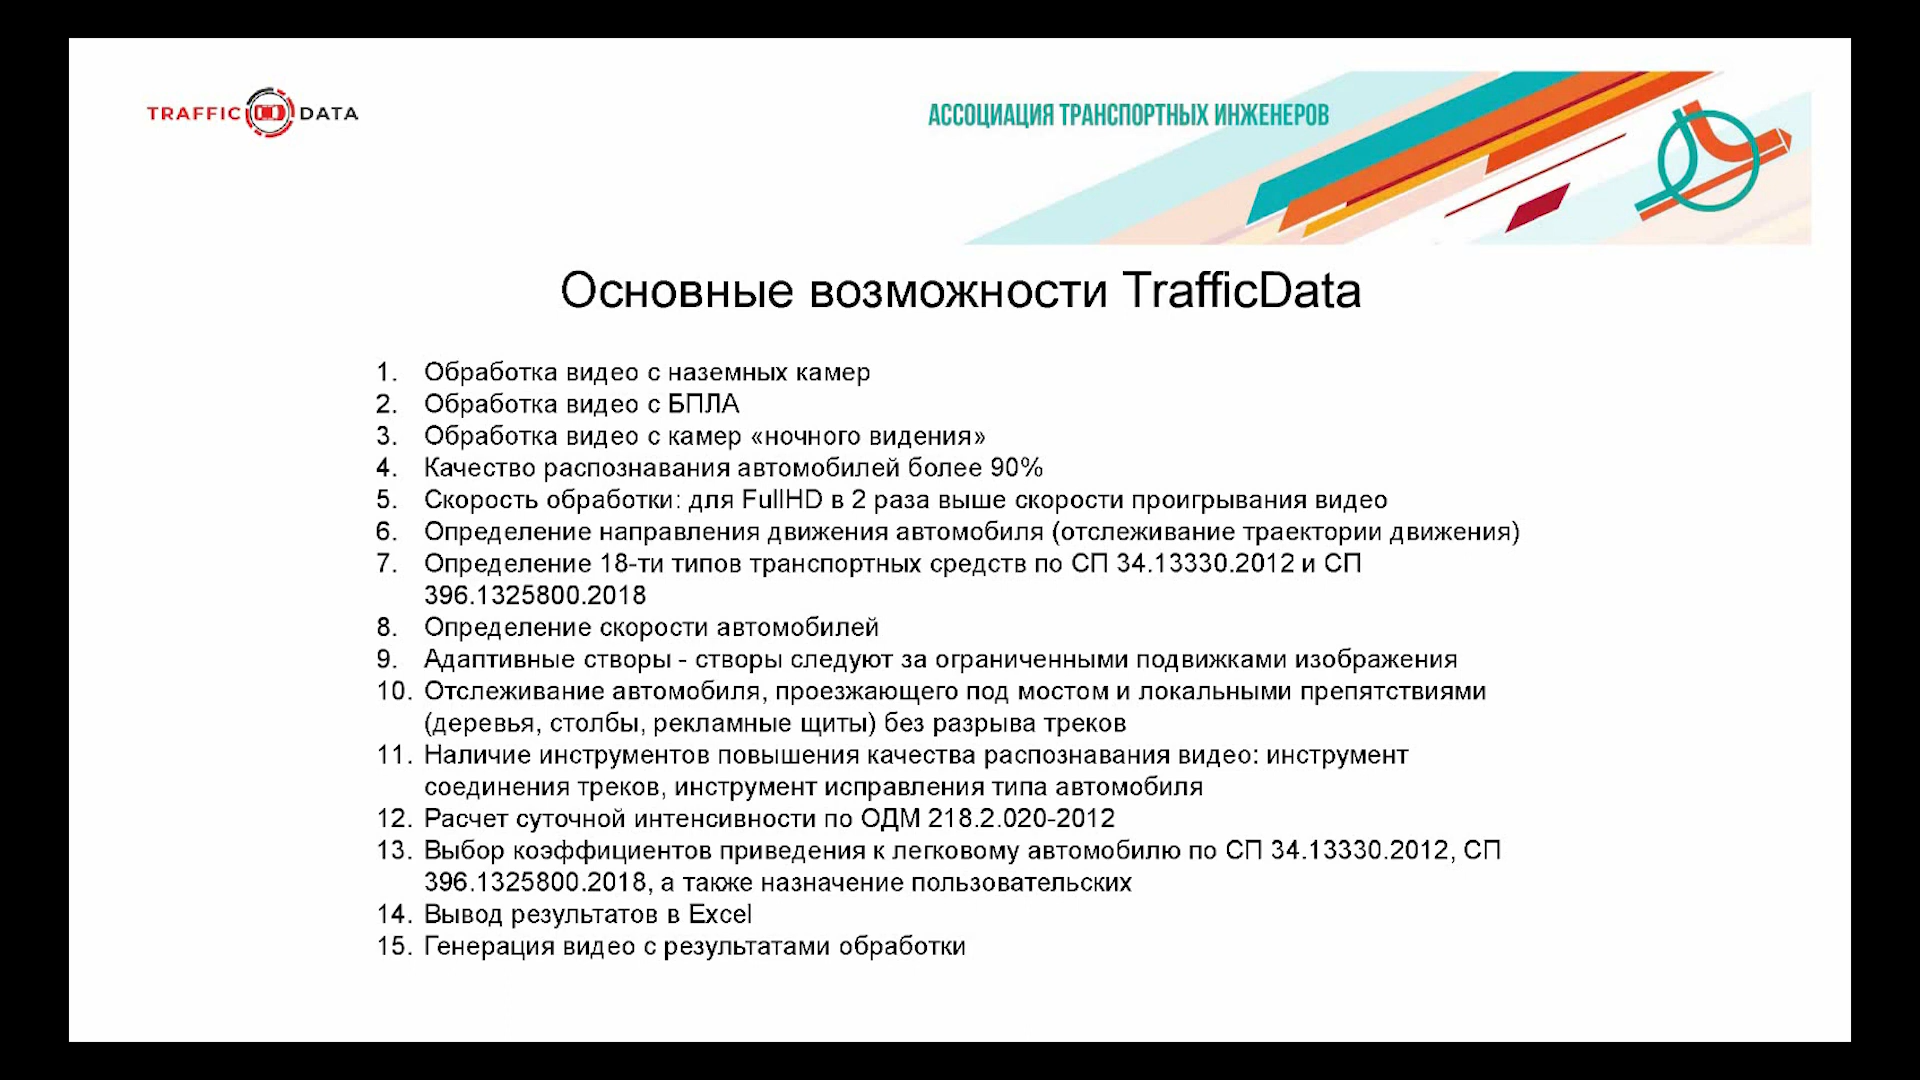 TRAFFIC DATA
АССОЦИАЦИЯ ТРАНСПОРТНЫХ ИНЖЕНЕРОВ
Основные возможности TrafficData
1. Обработка видео с наземных камер
2. Обработка видео с БПЛА
3. Обработка видео с камер «ночного видения»
4. Качество распознавания автомобилей более 90%
5. Скорость обработки: для FullHD в 2 раза выше скорости проигрывания видео
6. Определение направления движения автомобиля (отслеживание траектории движения)
7. Определение 18-ти типов транспортных средств по СП 34.13330.2012 и СП
396.1325800.2018
8. Определение скорости автомобилей
9. Адаптивные створы - створы следуют за ограниченными подвижками изображения
10. Отслеживание автомобиля, проезжающего под мостом и локальными препятствиями
(деревья, столбы, рекламные щиты) без разрыва треков
11. Наличие инструментов повышения качества распознавания видео: инструмент
соединения треков, инструмент исправления типа автомобиля
12. Расчет суточной интенсивности по ОДМ 218.2.020-2012
13. Выбор коэффициентов приведения к легковому автомобилю по СП 34.13330.2012, СП
396.1325800.2018, а также назначение пользовательских
14. Вывод результатов в Excel
15. Генерация видео с результатами обработки